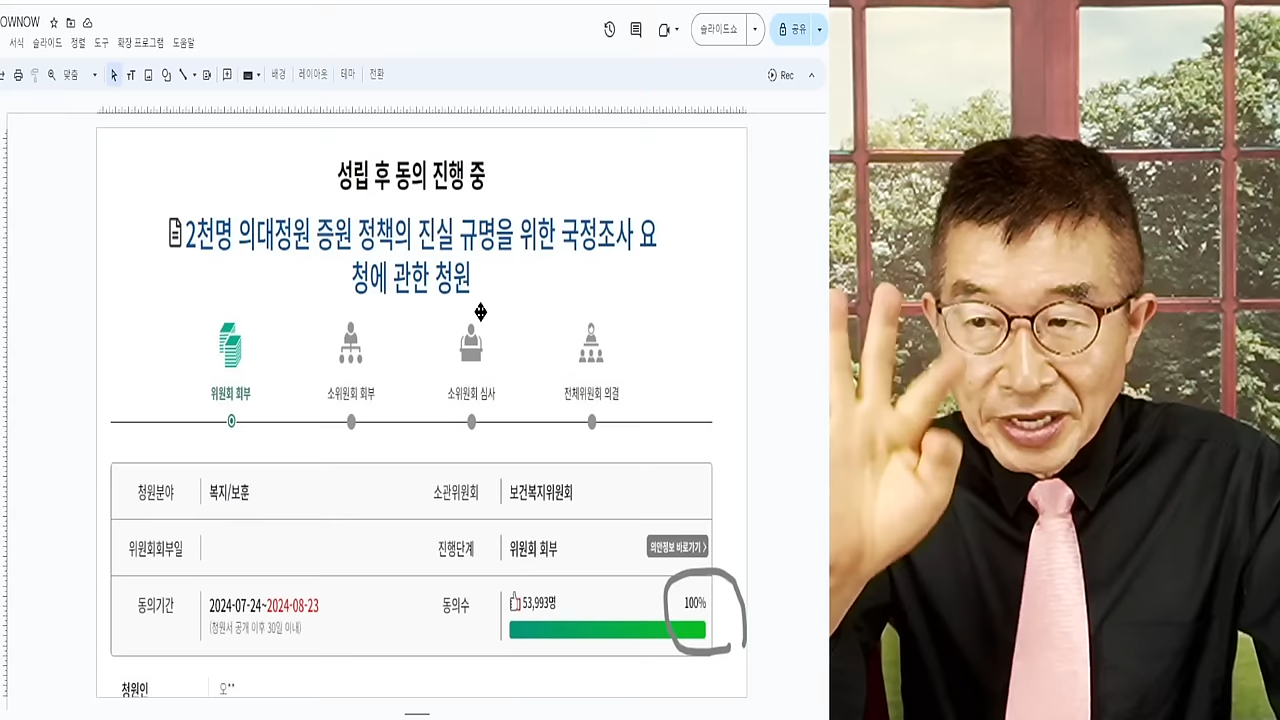 OWNOW
서식 슬라이드 정렬 도구 확장 프로그램 도움말
슬라이드쇼
공유
맞춤
배경 레이아웃 테마 전환
Rec
성립 후 동의 진행 중
2천명 의대정원 증원 정책의 진실 규명을 위한 국정조사 요
청에 관한 청원
위원회 회부 소위원회 회부 소위원회 심사 전체위원회 의결
청원분야 복지/보훈 소관위원회 보건복지위원회
위원회회부일 진행단계 위원회 회부 의안정보 바로가기 >
동의기간 2024-07-24~2024-08-23 동의수 53,993명 100%
(청원서 공개 이후 30일 이내)
청원인 오**